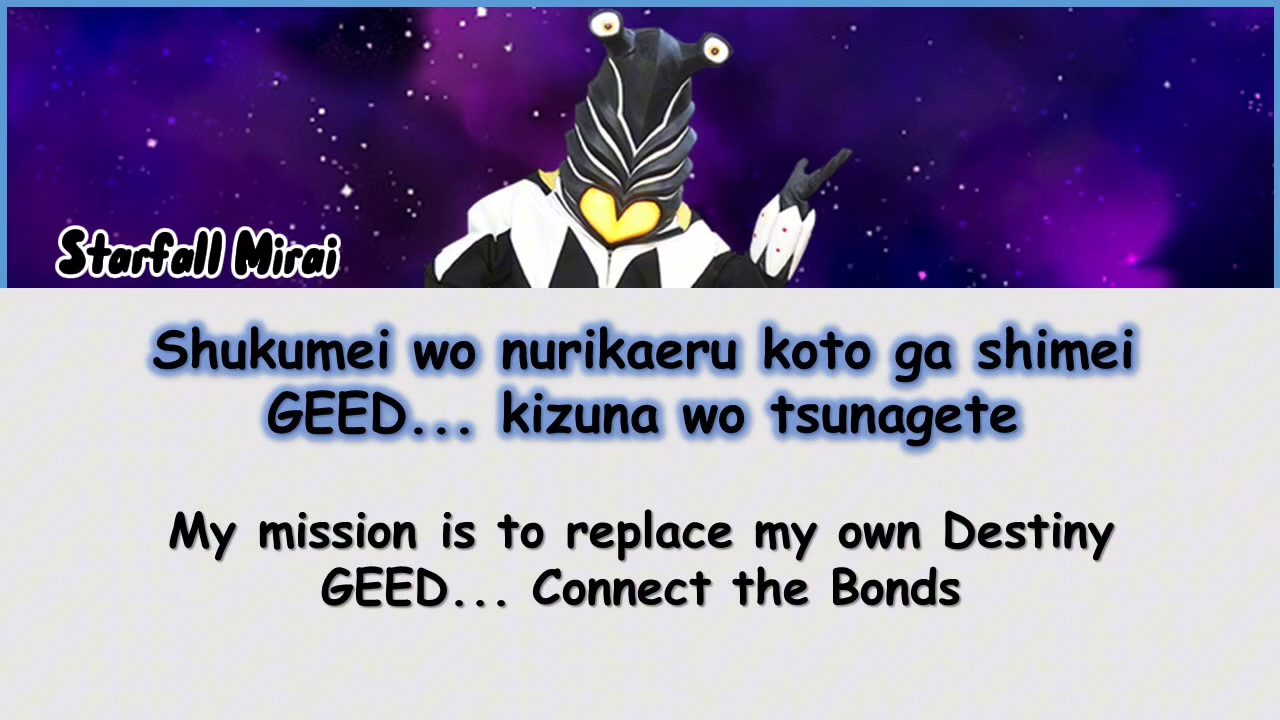 Starfall Mirai
Shukumei wo nurikaeru koto ga shimei
GEED... kizuna wo tsunagete
My mission is to replace my own Destiny
GEED... Connect the Bonds